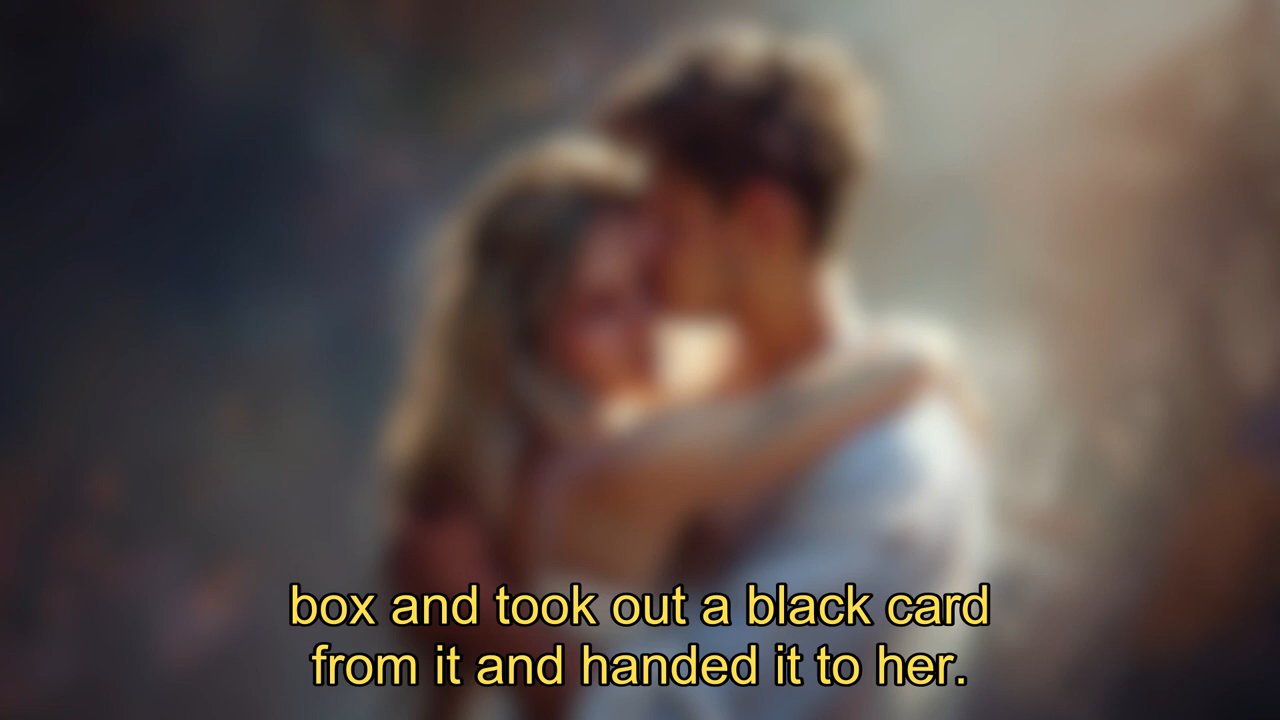 box and took out a black card
from it and handed it to her.